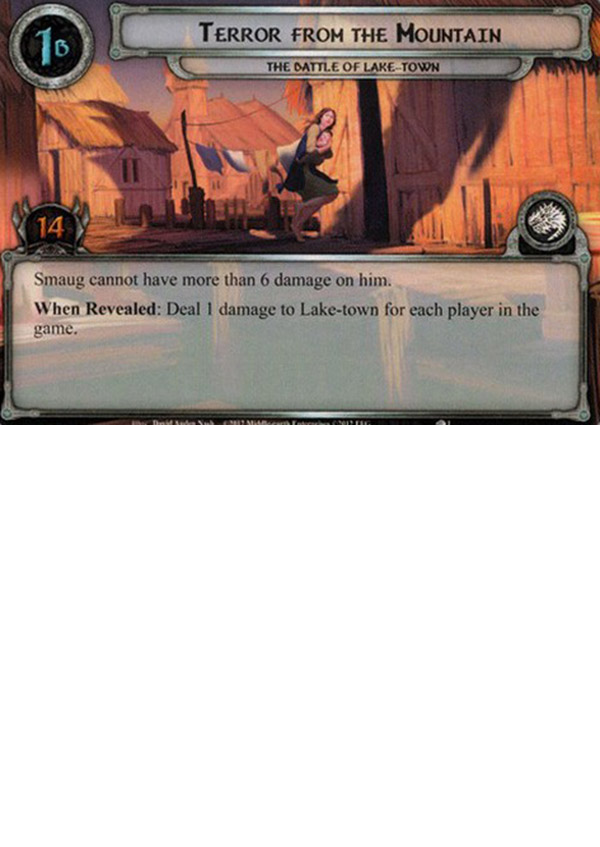 1B
TERROR FROM THE MOUNTAIN
THE BATTLE OF LAKE-TOWN
14
Smaug cannot have more than 6 damage on him.
When Revealed: Deal 1 damage to Lake-town for each player in the
game.